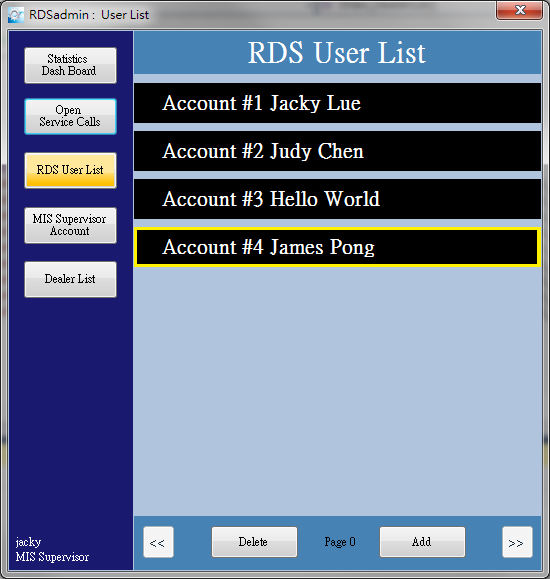 RDSadmin : User List
Statistics
Dash Board
Open
Service Calls
RDS User List
MIS Supervisor
Account
Dealer List
jacky
MIS Supervisor
RDS User List
Account #1 Jacky Lue
Account #2 Judy Chen
Account #3 Hello World
Account #4 James Pong
<< Delete Page 0 Add >>